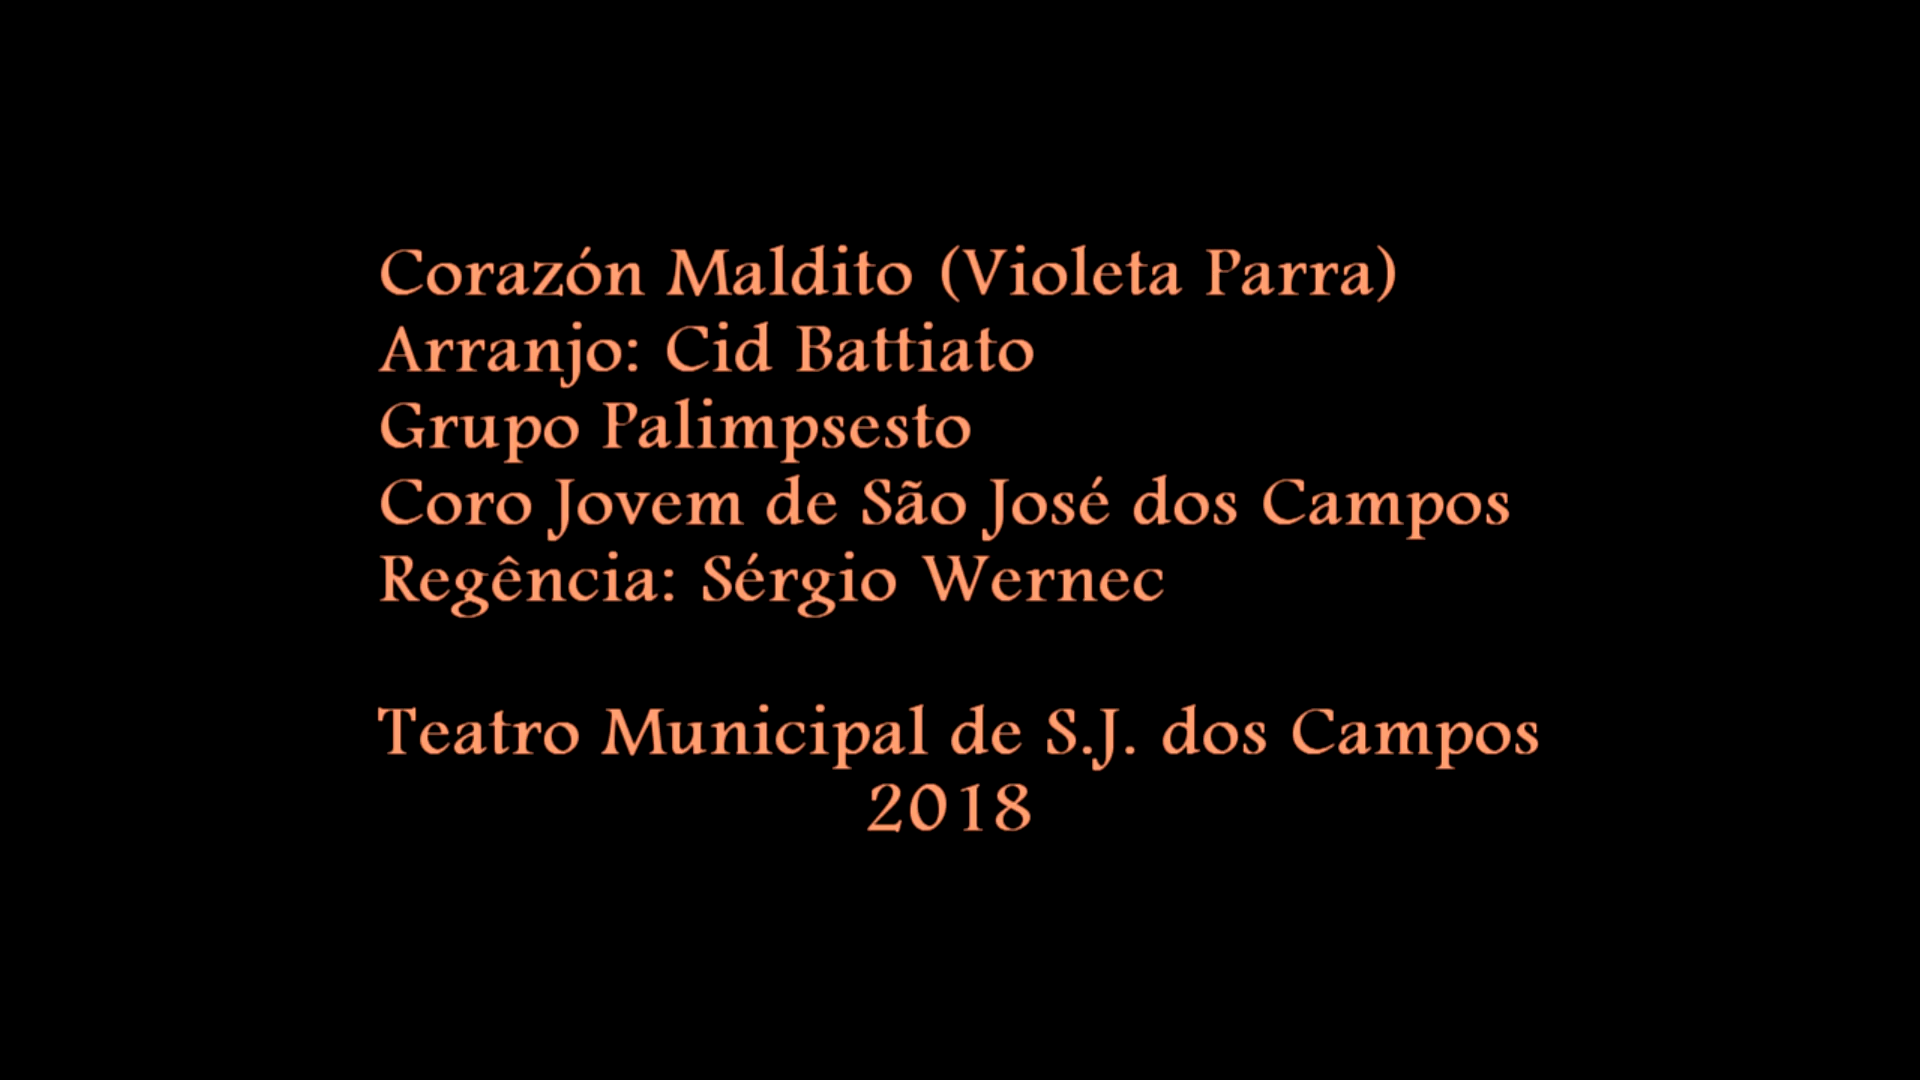 Corazón Maldito (Violeta Parra)
Arranjo: Cid Battiato
Grupo Palimpsesto
Coro Jovem de São José dos Campos
Regência: Sérgio Wernec
Teatro Municipal de S.J. dos Campos
2018